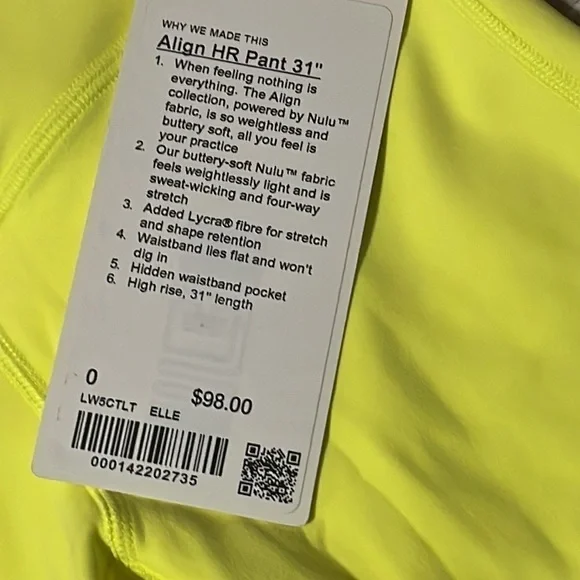 WHY WE MADE THIS
Align HR Pant 31"
1. When feeling nothing is
everything. The Align
collection, powered by Nulu™
fabric, is so weightless and
buttery soft, all you feel is
your practice
2. Our buttery-soft Nulu™ fabric
feels weightlessly light and is
sweat-wicking and four-way
stretch
3. Added Lycra® fibre for stretch
and shape retention
4. Waistband lies flat and won't
dig in
5. Hidden waistband pocket
6. High rise, 31" length
0 $98.00
LW5CTLT ELLE
000142202735